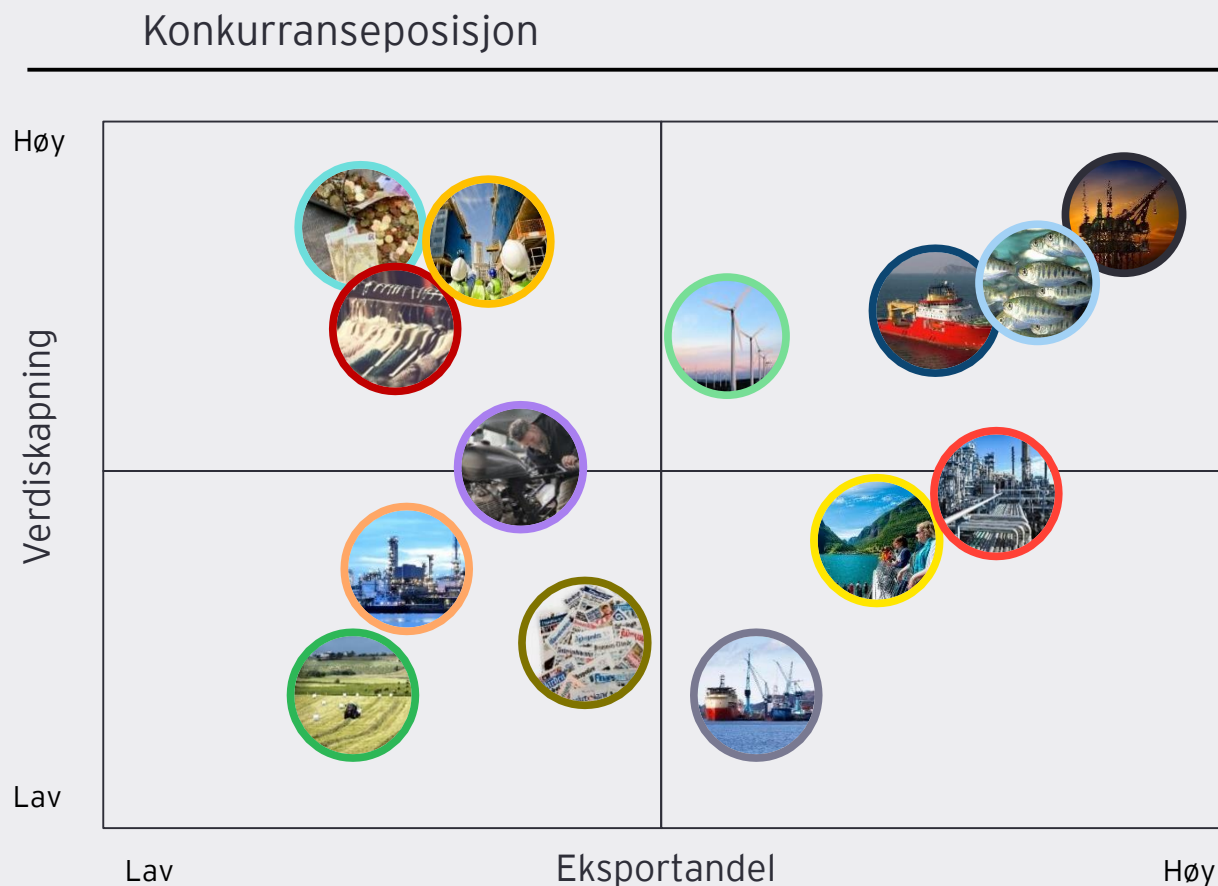 Konkurranseposisjon
Høy
Verdiskapning
Lav
Lav
Eksportandel
Høy